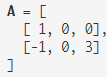 A = [
[ 1, 0, 0],
[-1, 0, 3]
]